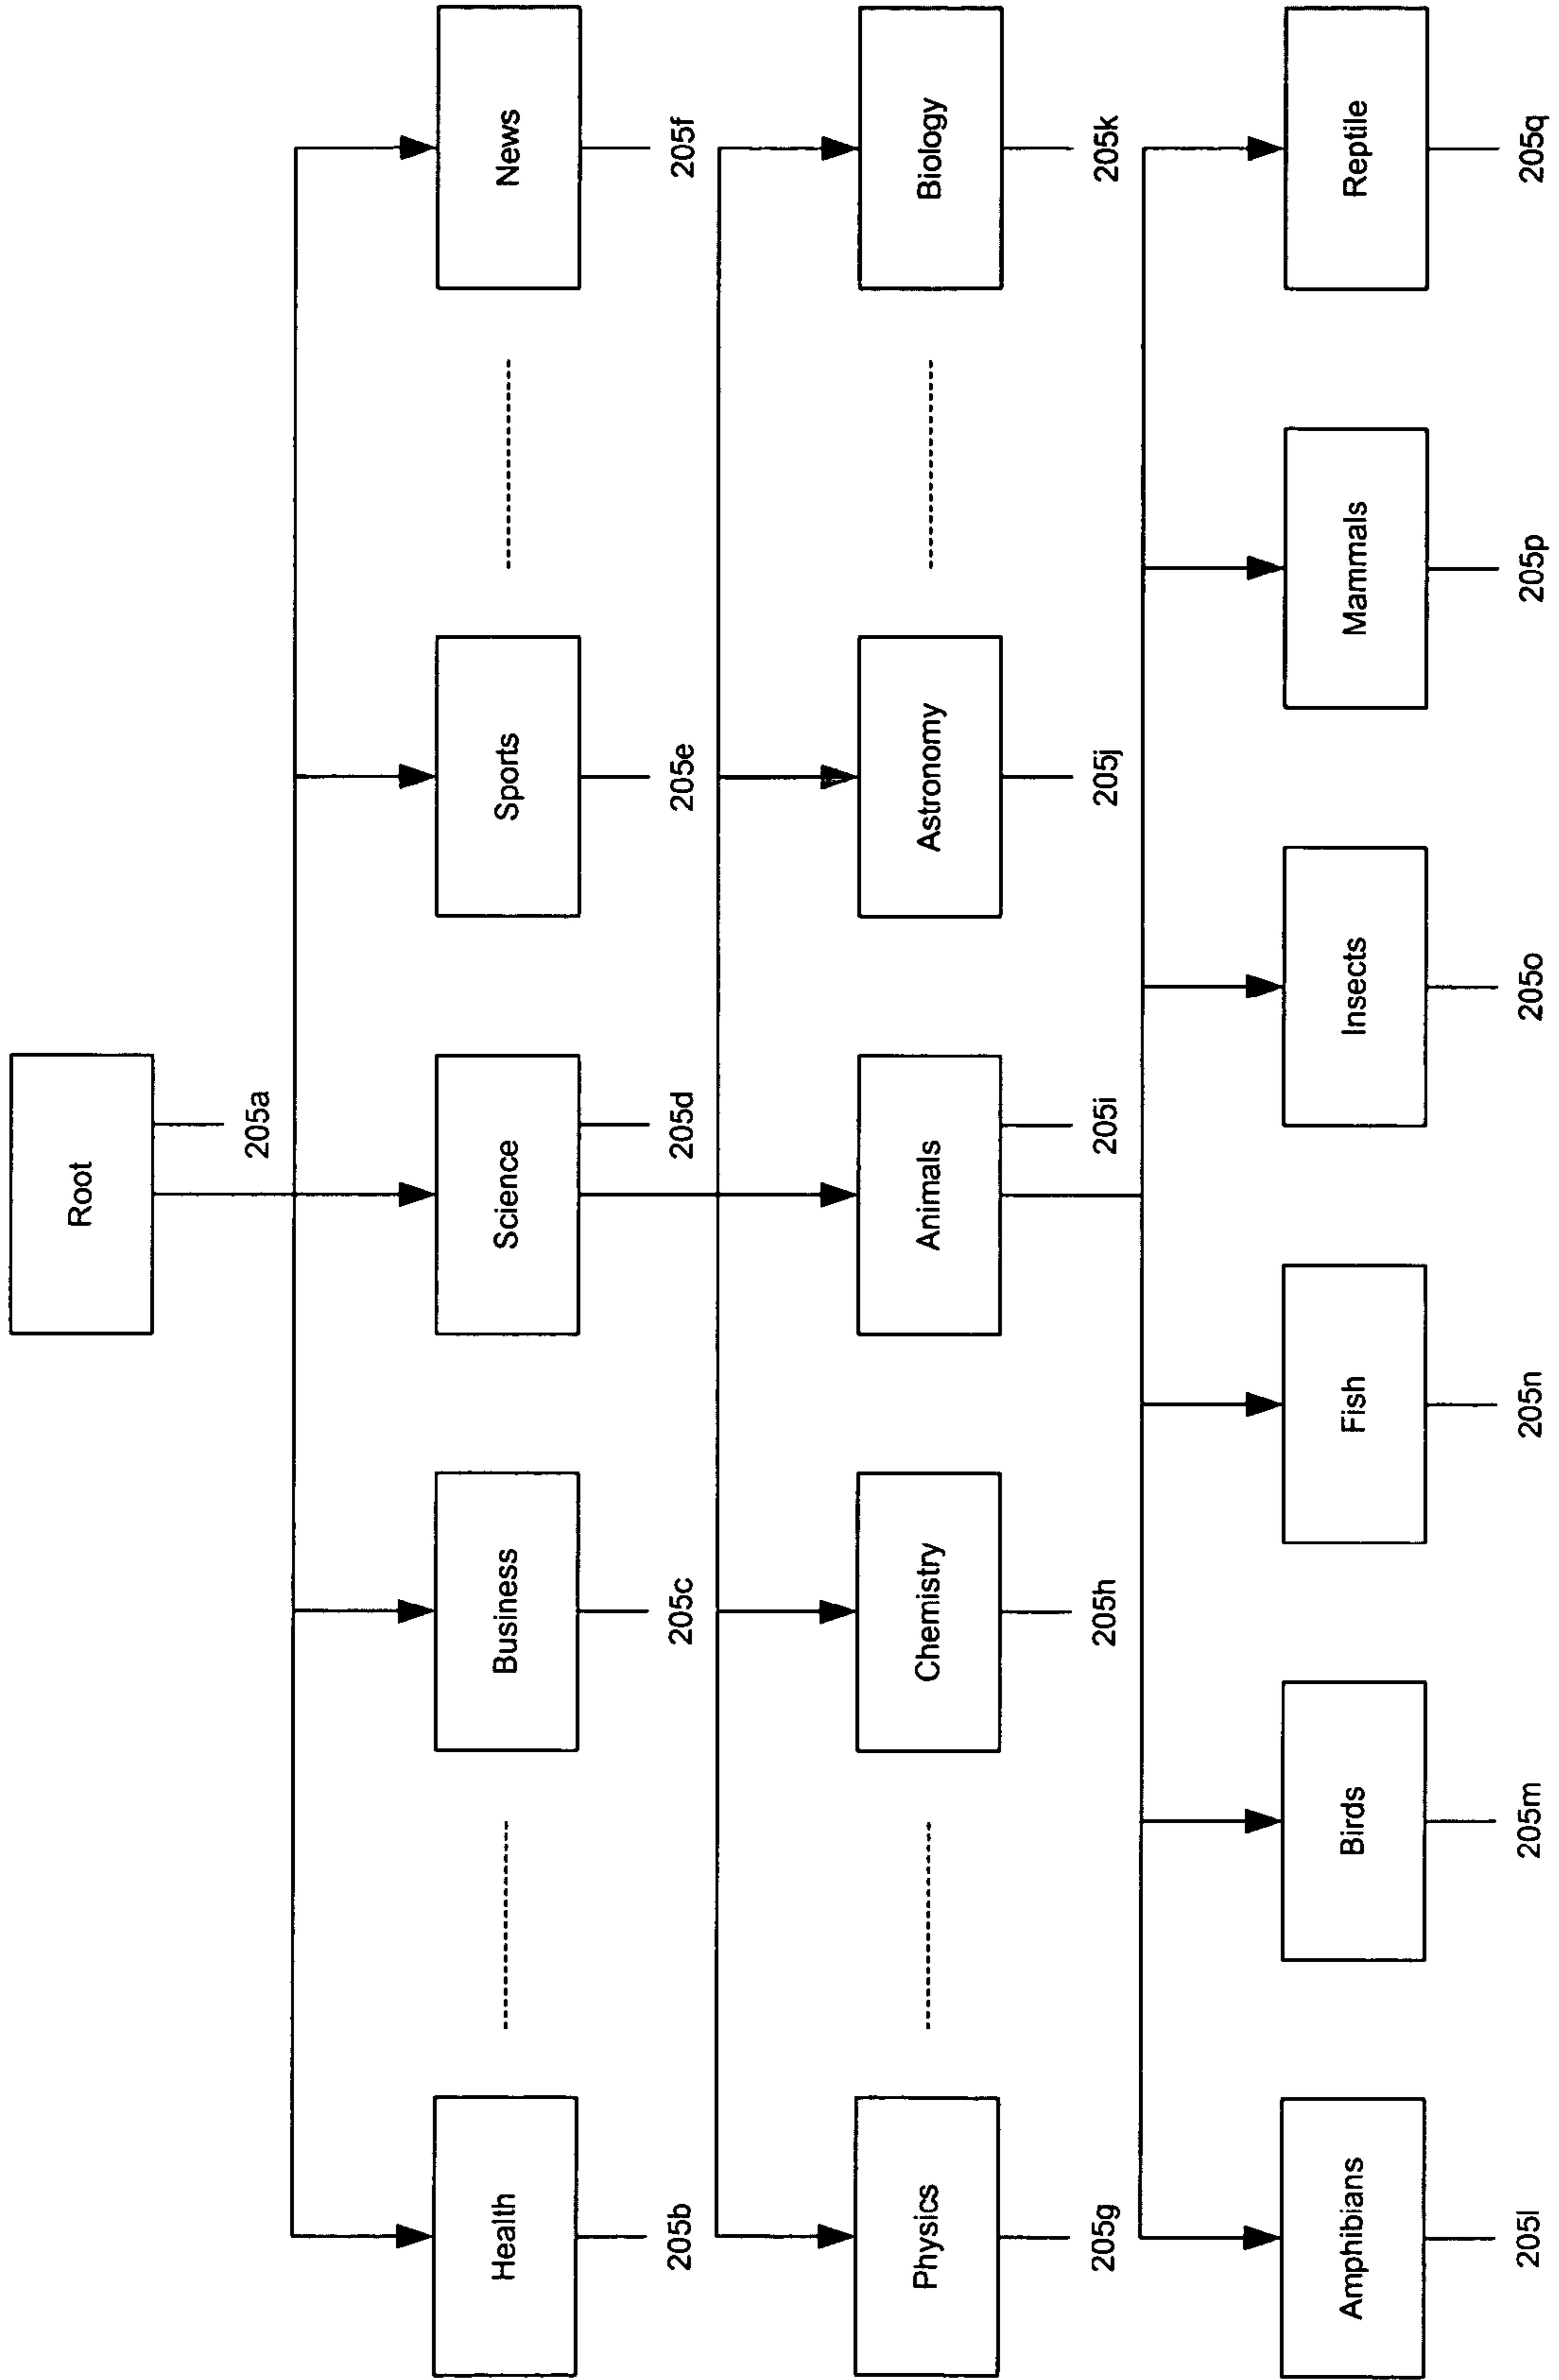 Root
205a
Health
Business
Science
Sports
News
205b
205c
205d
205e
205f
Physics
Chemistry
Animals
Astronomy
Biology
205g
205h
205i
205j
205k
Amphibians
Birds
Fish
Insects
Mammals
Reptile
205l
205m
205n
205o
205p
205q